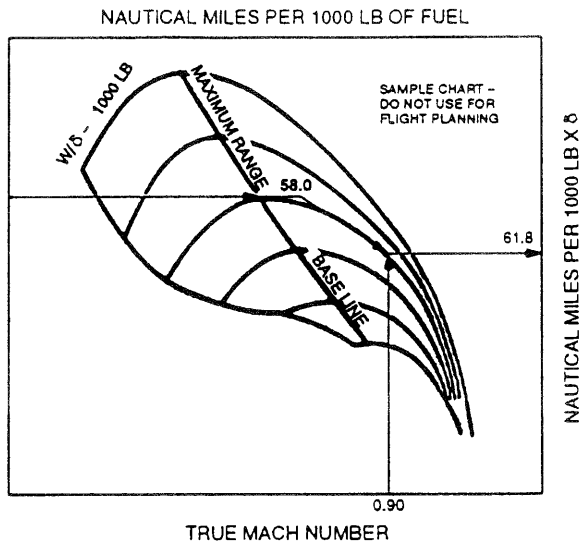 NAUTICAL MILES PER 1000 LB OF FUEL
W/δ - 1000 LB
MAXIMUM RANGE
BASE LINE
SAMPLE CHART -
DO NOT USE FOR
FLIGHT PLANNING
58.0
61.8
NAUTICAL MILES PER 1000 LB X δ
0.90
TRUE MACH NUMBER